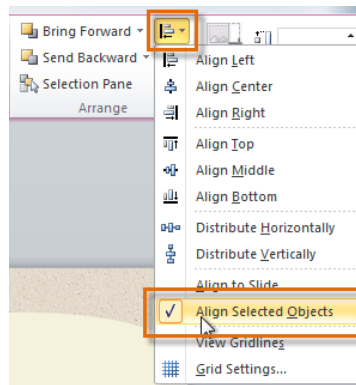 Bring Forward
Send Backward
Selection Pane
Arrange
Align Left
Align Center
Align Right
Align Top
Align Middle
Align Bottom
Distribute Horizontally
Distribute Vertically
Align to Slide
Align Selected Objects
View Gridlines
Grid Settings...